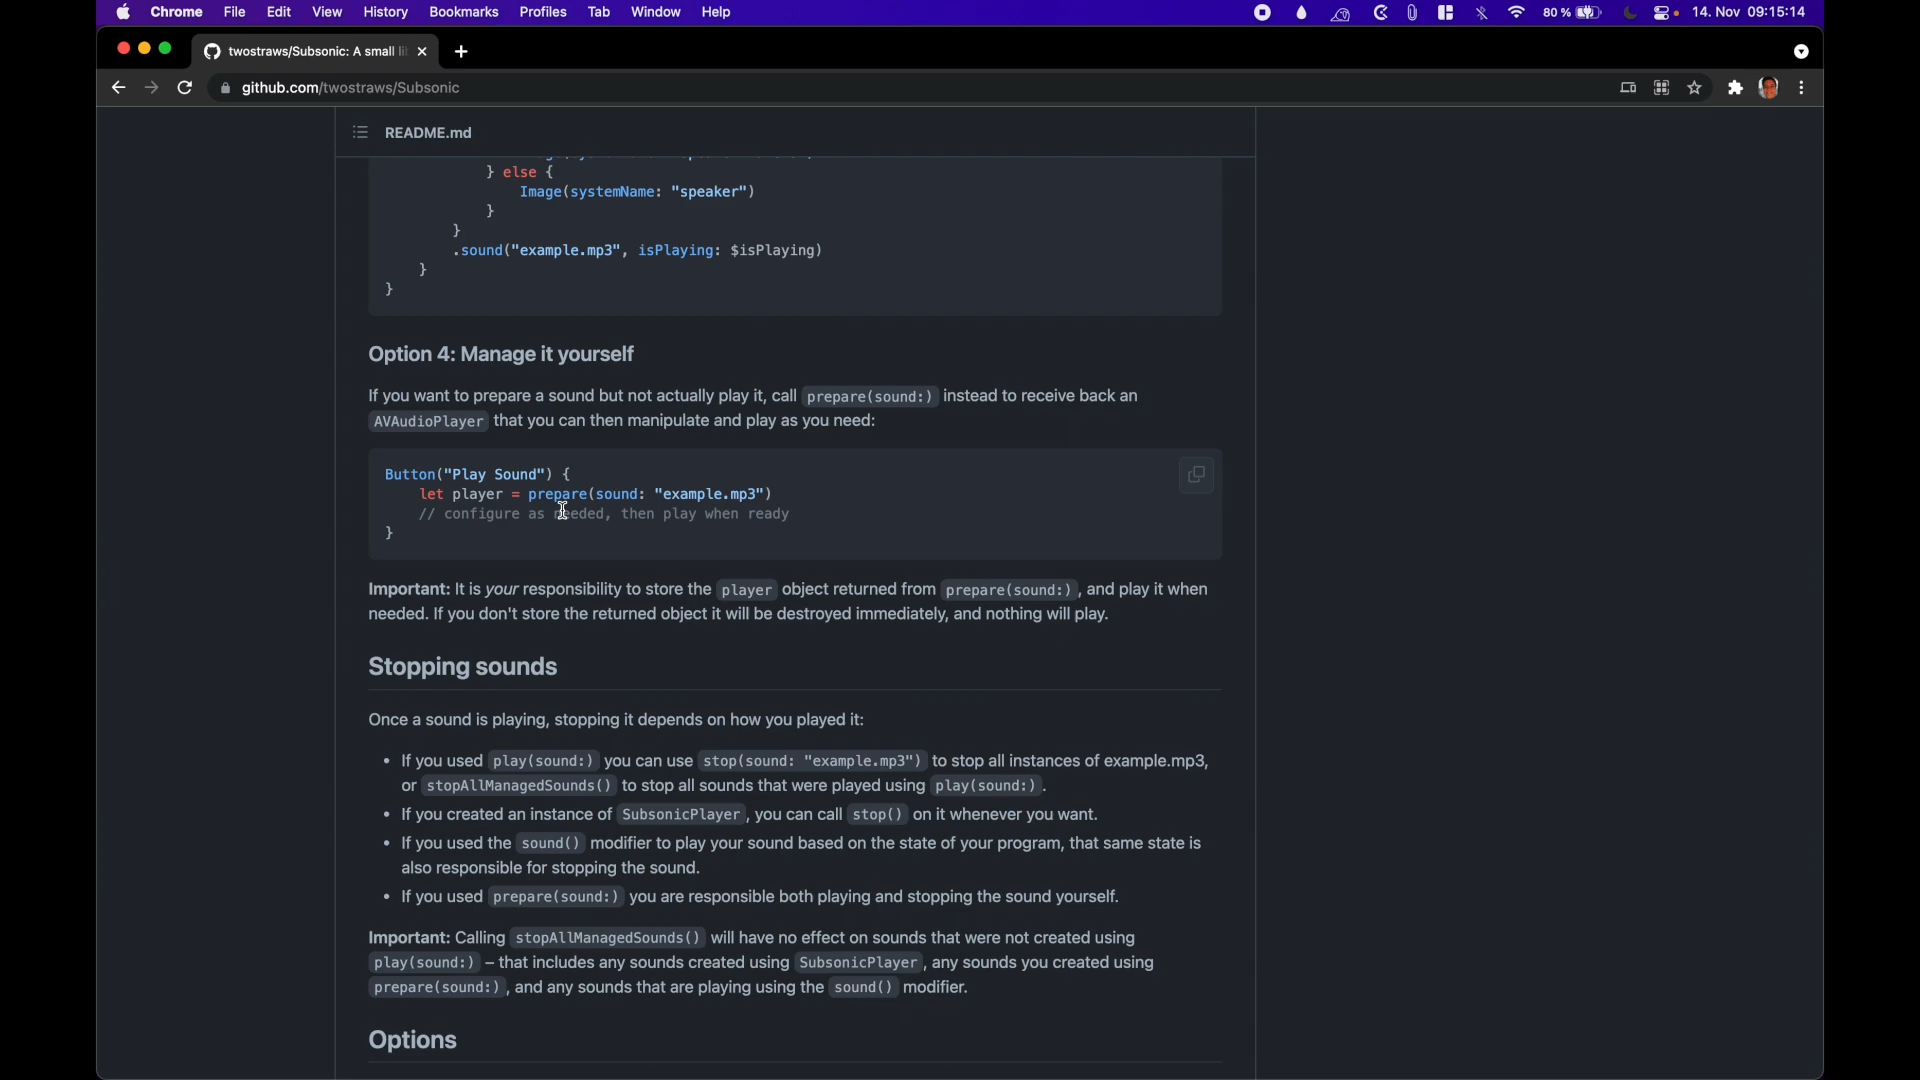 Chrome File Edit View History Bookmarks Profiles Tab Window Help 80 % 14. Nov 09:15:14
twostraws/Subsonic: A small li
github.com/twostraws/Subsonic
README.md
} else {
Image(systemName: "speaker")
}
}
.sound("example.mp3", isPlaying: $isPlaying)
}
}
Option 4: Manage it yourself
If you want to prepare a sound but not actually play it, call prepare(sound:) instead to receive back an
AVAudioPlayer that you can then manipulate and play as you need:
Button("Play Sound") {
let player = prepare(sound: "example.mp3")
// configure as needed, then play when ready
}
Important: It is your responsibility to store the player object returned from prepare(sound:), and play it when
needed. If you don't store the returned object it will be destroyed immediately, and nothing will play.
Stopping sounds
Once a sound is playing, stopping it depends on how you played it:
• If you used play(sound:) you can use stop(sound: "example.mp3") to stop all instances of example.mp3,
or stopAllManagedSounds() to stop all sounds that were played using play(sound:).
• If you created an instance of SubsonicPlayer, you can call stop() on it whenever you want.
• If you used the sound() modifier to play your sound based on the state of your program, that same state is
also responsible for stopping the sound.
• If you used prepare(sound:) you are responsible both playing and stopping the sound yourself.
Important: Calling stopAllManagedSounds() will have no effect on sounds that were not created using
play(sound:) – that includes any sounds created using SubsonicPlayer, any sounds you created using
prepare(sound:), and any sounds that are playing using the sound() modifier.
Options